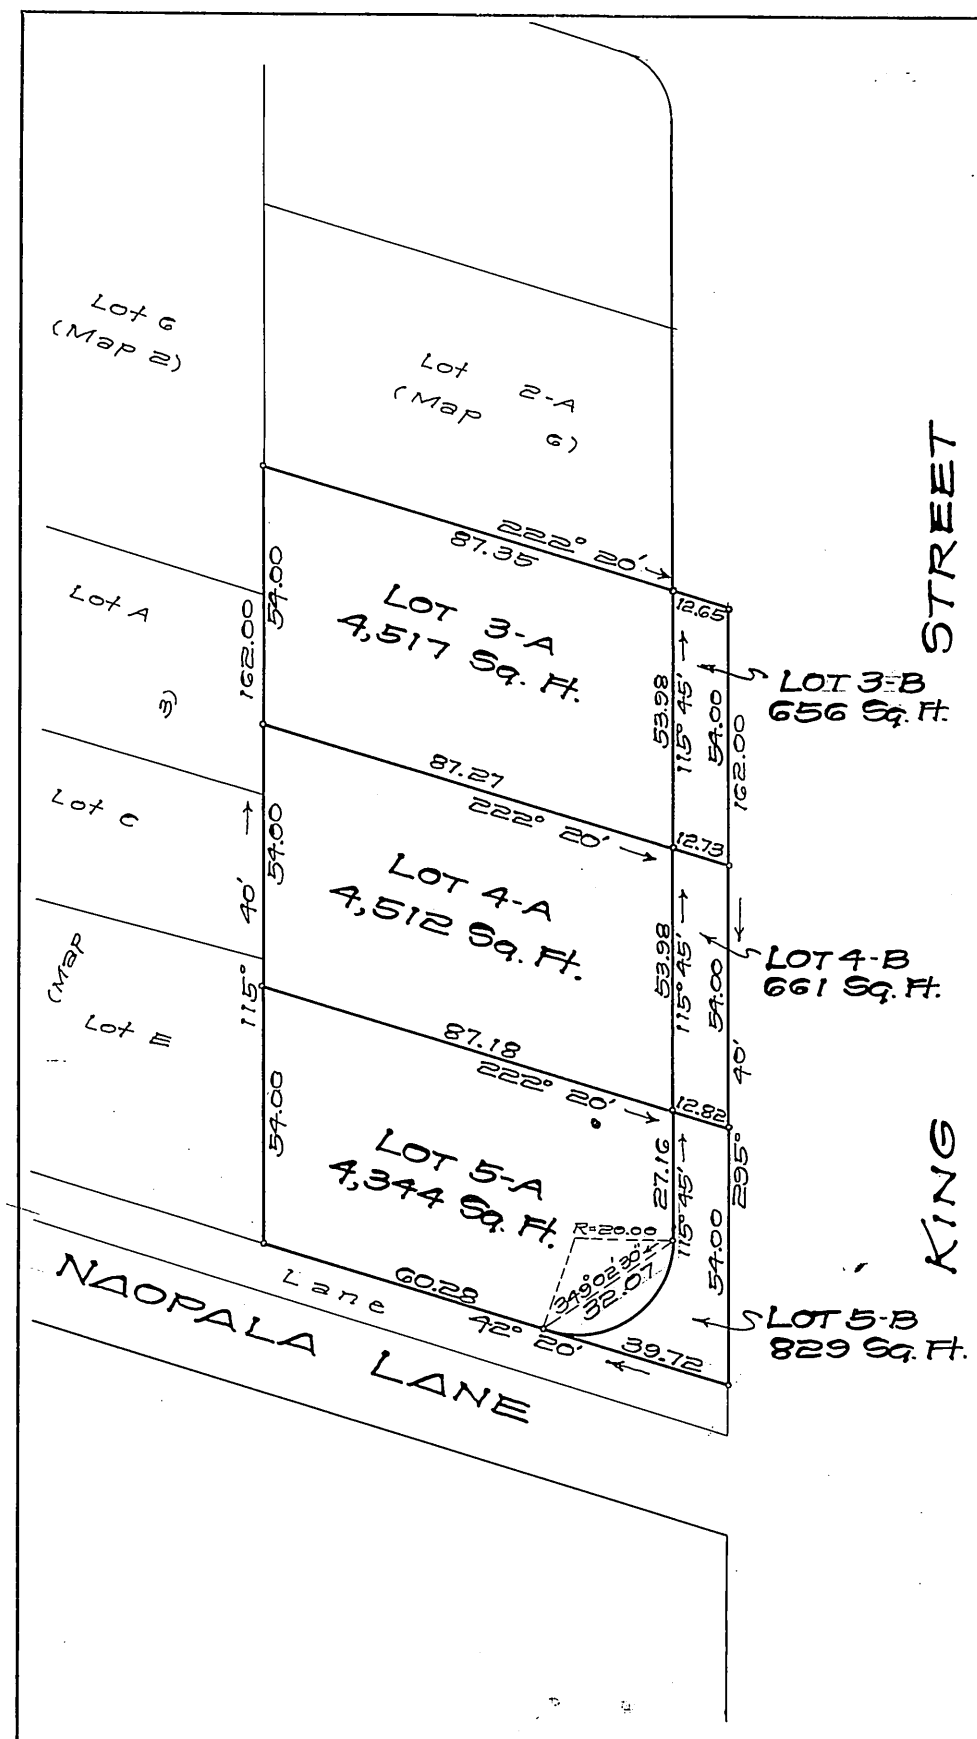 Lot 6
(Map 2)
Lot 2-A
(Map 6)
222° 20'
87.35
12.65
STREET
Lot A
54.00
162.00
LOT 3-A
4,517 Sq. Ft.
53.98
115° 45'
54.00
162.00
LOT 3-B
656 Sq. Ft.
3)
87.27
222° 20'
12.73
Lot C
54.00
40'
115°
LOT 4-A
4,512 Sq. Ft.
53.98
115° 45'
54.00
40'
295°
LOT 4-B
661 Sq. Ft.
(Map
Lot E
87.18
222° 20'
12.82
54.00
LOT 5-A
4,344 Sq. Ft.
27.16
115° 45'
54.00
R=20.00
349° 02' 30"
32.07
KING
LOT 5-B
829 Sq. Ft.
Lane
60.28
42° 20'
39.72
NAOPALA LANE